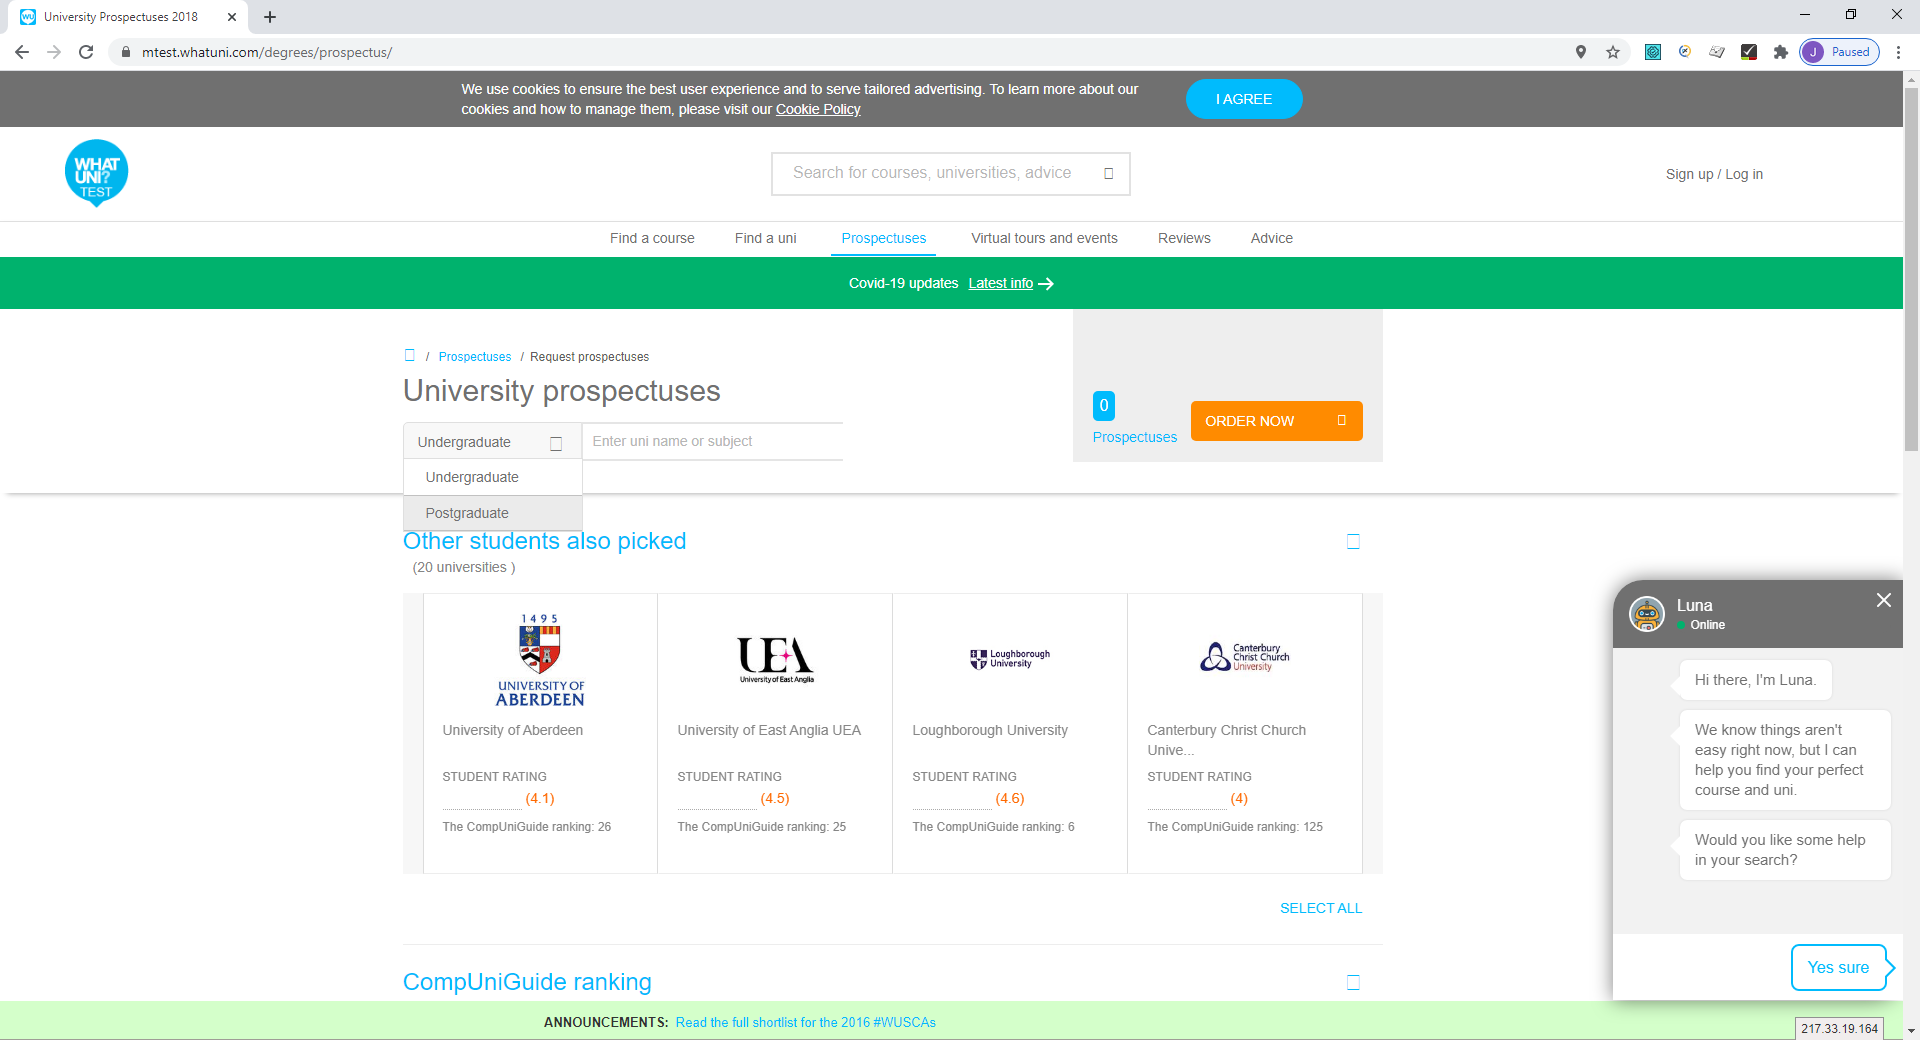 University Prospectuses 2018
mtest.whatuni.com/degrees/prospectus/
J Paused
We use cookies to ensure the best user experience and to serve tailored advertising. To learn more about our
cookies and how to manage them, please visit our Cookie Policy
I AGREE
WHAT
UNI?
TEST
Search for courses, universities, advice
Sign up / Log in
Find a course
Find a uni
Prospectuses
Virtual tours and events
Reviews
Advice
Covid-19 updates Latest info
/ Prospectuses / Request prospectuses
University prospectuses
0
Prospectuses
ORDER NOW
Undergraduate
Enter uni name or subject
Undergraduate
Postgraduate
Other students also picked
(20 universities )
1495
UNIVERSITY OF
ABERDEEN
UEA
University of East Anglia
Loughborough
University
Canterbury
Christ Church
University
University of Aberdeen
University of East Anglia UEA
Loughborough University
Canterbury Christ Church
Unive...
STUDENT RATING
STUDENT RATING
STUDENT RATING
STUDENT RATING
(4.1)
(4.5)
(4.6)
(4)
The CompUniGuide ranking: 26
The CompUniGuide ranking: 25
The CompUniGuide ranking: 6
The CompUniGuide ranking: 125
SELECT ALL
CompUniGuide ranking
Luna
Online
Hi there, I'm Luna.
We know things aren't
easy right now, but I can
help you find your perfect
course and uni.
Would you like some help
in your search?
Yes sure
ANNOUNCEMENTS: Read the full shortlist for the 2016 #WUSCAs
217.33.19.164